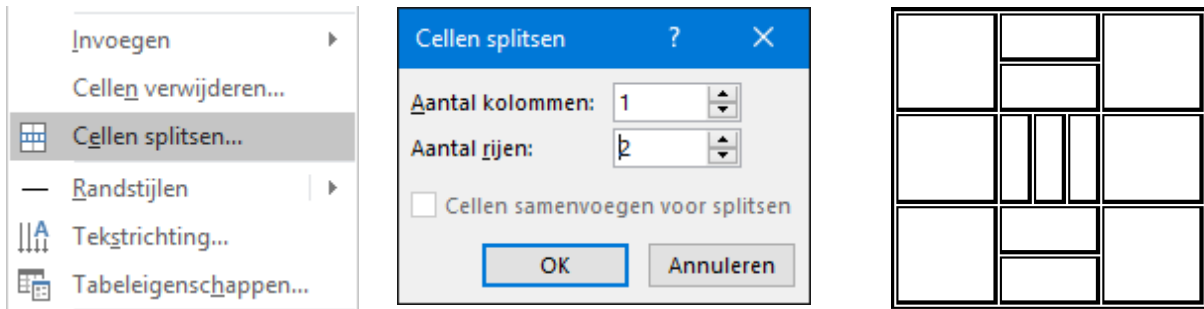 Invoegen
Cellen verwijderen...
Cellen splitsen...
Randstijlen
Tekstrichting...
Tabeleigenschappen...
Cellen splitsen ?
Aantal kolommen: 1
Aantal rijen: 2
Cellen samenvoegen voor splitsen
OK Annuleren